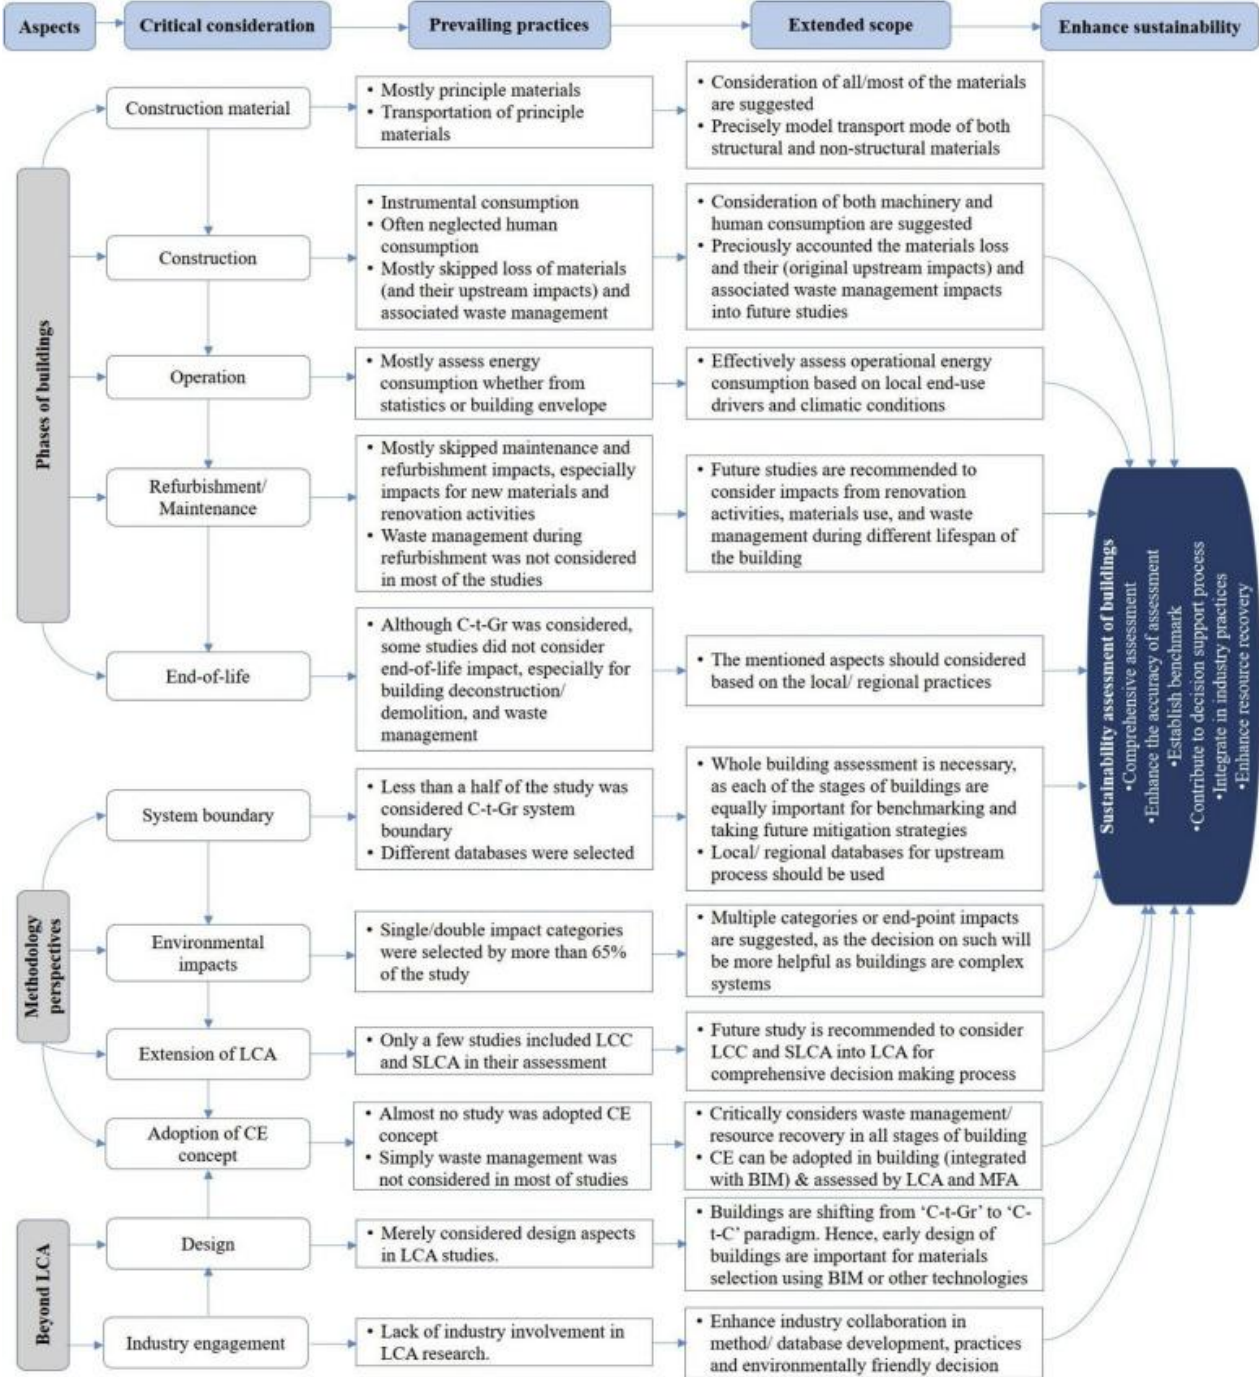 Aspects
Critical consideration
Prevailing practices
Extended scope
Enhance sustainability
Phases of buildings
Construction material
• Mostly principle materials
• Transportation of principle
materials
• Consideration of all/most of the materials
are suggested
• Precisely model transport mode of both
structural and non-structural materials
Construction
• Instrumental consumption
• Often neglected human
consumption
• Mostly skipped loss of materials
(and their upstream impacts) and
associated waste management
• Consideration of both machinery and
human consumption are suggested
• Preciously accounted the materials loss
and their (original upstream impacts) and
associated waste management impacts
into future studies
Operation
• Mostly assess energy
consumption whether from
statistics or building envelope
• Effectively assess operational energy
consumption based on local end-use
drivers and climatic conditions
Refurbishment/
Maintenance
• Mostly skipped maintenance and
refurbishment impacts, especially
impacts for new materials and
renovation activities
• Waste management during
refurbishment was not considered
in most of the studies
• Future studies are recommended to
consider impacts from renovation
activities, materials use, and waste
management during different lifespan of
the building
End-of-life
• Although C-t-Gr was considered,
some studies did not consider
end-of-life impact, especially for
building deconstruction/
demolition, and waste
management
• The mentioned aspects should considered
based on the local/ regional practices
Methodology
perspectives
System boundary
• Less than a half of the study was
considered C-t-Gr system
boundary
• Different databases were selected
• Whole building assessment is necessary,
as each of the stages of buildings are
equally important for benchmarking and
taking future mitigation strategies
• Local/ regional databases for upstream
process should be used
Environmental
impacts
• Single/double impact categories
were selected by more than 65%
of the study
• Multiple categories or end-point impacts
are suggested, as the decision on such will
be more helpful as buildings are complex
systems
Extension of LCA
• Only a few studies included LCC
and SLCA in their assessment
• Future study is recommended to consider
LCC and SLCA into LCA for
comprehensive decision making process
Adoption of CE
concept
• Almost no study was adopted CE
concept
• Simply waste management was
not considered in most of studies
• Critically considers waste management/
resource recovery in all stages of building
• CE can be adopted in building (integrated
with BIM) & assessed by LCA and MFA
Beyond LCA
Design
• Merely considered design aspects
in LCA studies.
• Buildings are shifting from ‘C-t-Gr’ to ‘C-
t-C’ paradigm. Hence, early design of
buildings are important for materials
selection using BIM or other technologies
Industry engagement
• Lack of industry involvement in
LCA research.
• Enhance industry collaboration in
method/ database development, practices
and environmentally friendly decision
Sustainability assessment of buildings
•Comprehensive assessment
•Enhance the accuracy of assessment
•Establish benchmark
•Contribute to decision support process
•Integrate in industry practices
•Enhance resource recovery